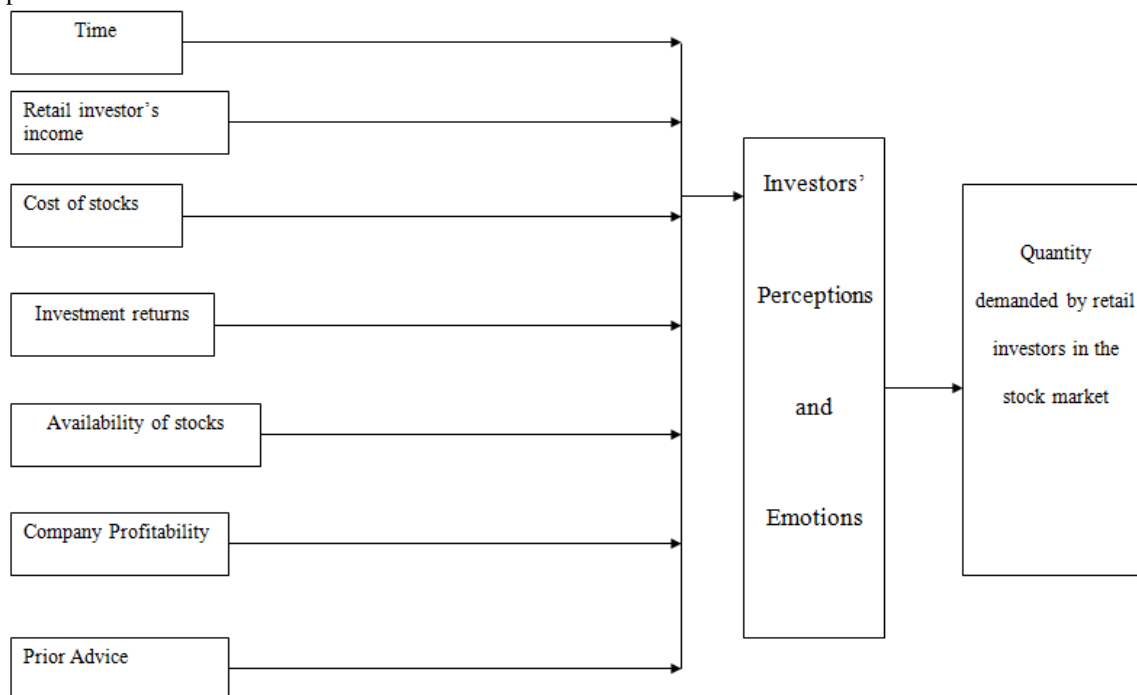 Time
Retail investor's
income
Cost of stocks
Investment returns
Availability of stocks
Company Profitability
Prior Advice
Investors'
Perceptions
and
Emotions
Quantity
demanded by retail
investors in the
stock market